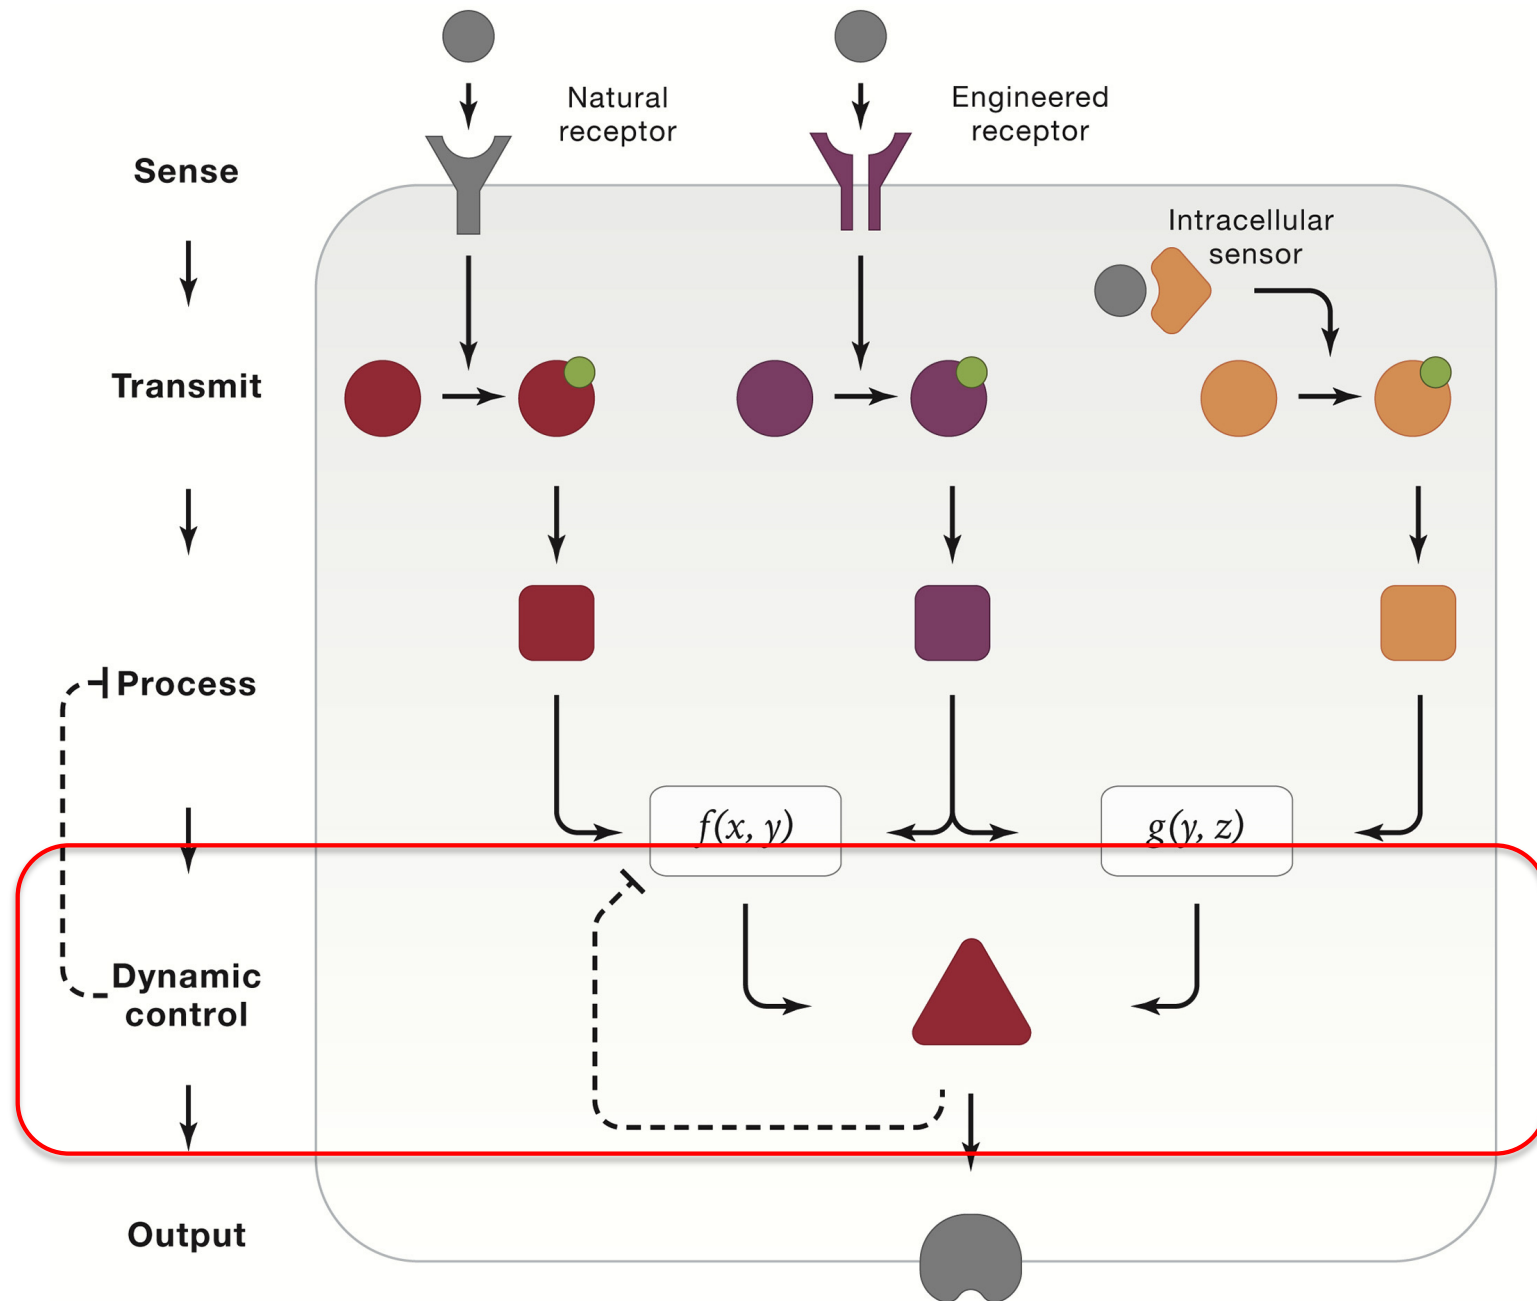 Natural
receptor
Engineered
receptor
Sense
Intracellular
sensor
Transmit
Process
f(x, y)
g(y, z)
Dynamic
control
Output